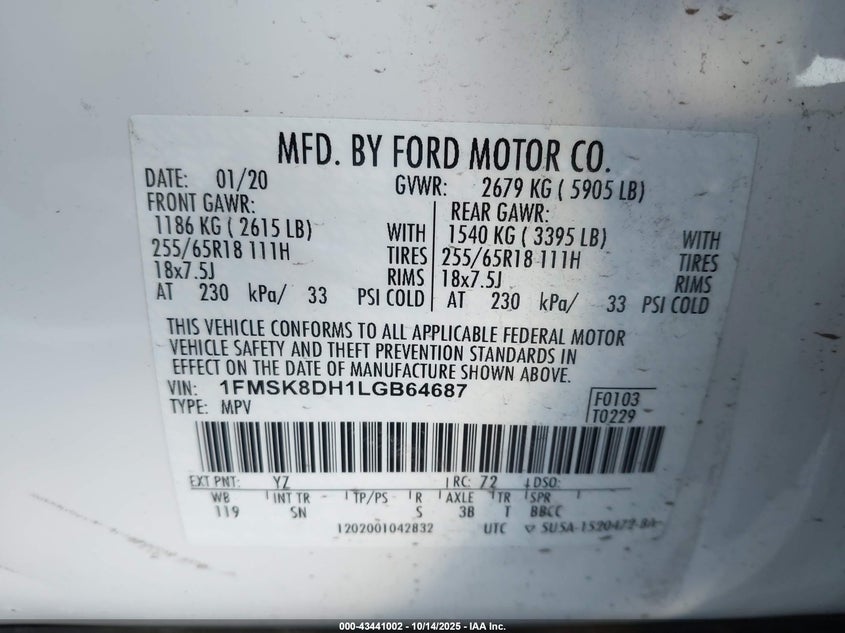 MFD. BY FORD MOTOR CO.
DATE: 01/20 GVWR: 2679 KG ( 5905 LB)
FRONT GAWR: REAR GAWR:
1186 KG ( 2615 LB) WITH 1540 KG ( 3395 LB) WITH
255/65R18 111H TIRES 255/65R18 111H TIRES
18x7.5J RIMS 18x7.5J RIMS
AT 230 kPa/ 33 PSI COLD AT 230 kPa/ 33 PSI COLD
THIS VEHICLE CONFORMS TO ALL APPLICABLE FEDERAL MOTOR
VEHICLE SAFETY AND THEFT PREVENTION STANDARDS IN
EFFECT ON THE DATE OF MANUFACTURE SHOWN ABOVE.
VIN: 1FMSK8DH1LGB64687 F0103
TYPE: MPV T0229
EXT PNT: YZ RC: 72 DSO:
WB INT TR TP/PS R AXLE TR SPR
119 SN S 3B T BBCC
1202001042832 UTC
000-43441002 - 10/14/2025 - IAA Inc.